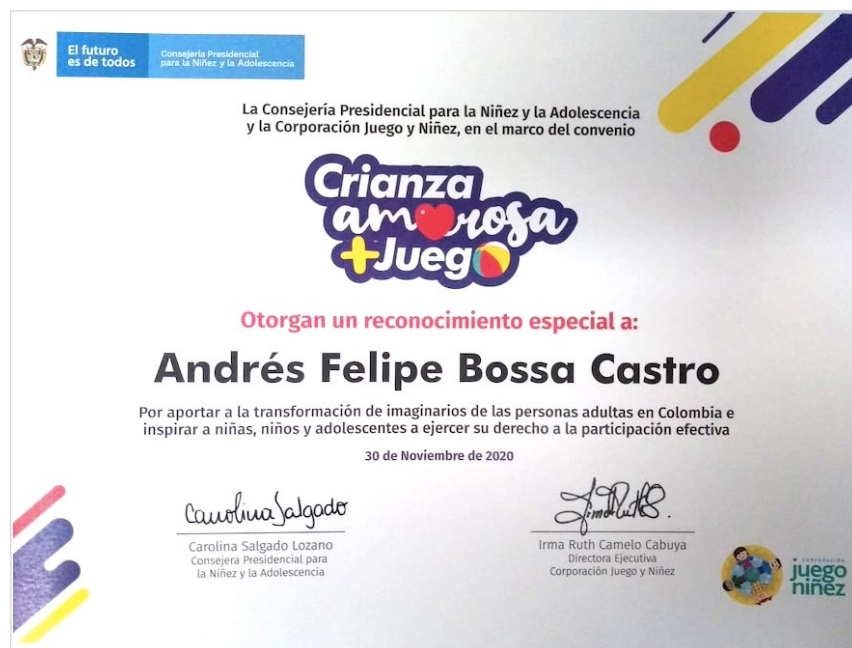 El futuro
es de todos
Consejería Presidencial
para la Niñez y la Adolescencia
La Consejería Presidencial para la Niñez y la Adolescencia
y la Corporación Juego y Niñez, en el marco del convenio
Crianza
amorosa
+Juego
Otorgan un reconocimiento especial a:
Andrés Felipe Bossa Castro
Por aportar a la transformación de imaginarios de las personas adultas en Colombia e
inspirar a niñas, niños y adolescentes a ejercer su derecho a la participación efectiva
30 de Noviembre de 2020
Carolina Salgado
Carolina Salgado Lozano
Consejera Presidencial para
la Niñez y la Adolescencia
Irma Ruth Camelo Cabuya
Directora Ejecutiva
Corporación Juego y Niñez
CORPORACIÓN
juego
niñez